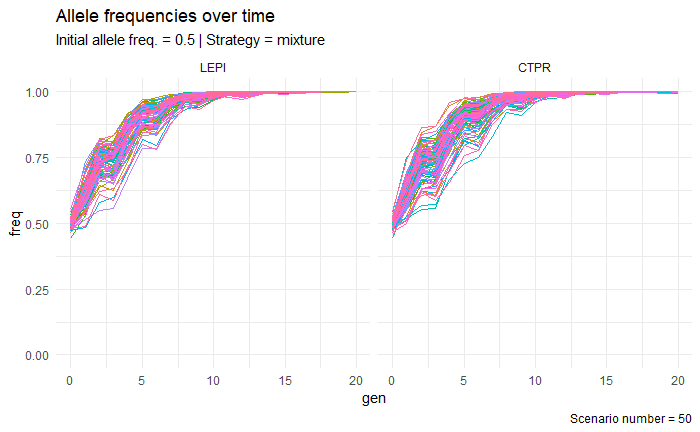 Allele frequencies over time
Initial allele freq. = 0.5 | Strategy = mixture
LEPI
CTPR
1.00
0.75
0.50
0.25
0.00
freq
0 5 10 15 20
0 5 10 15 20
gen
Scenario number = 50